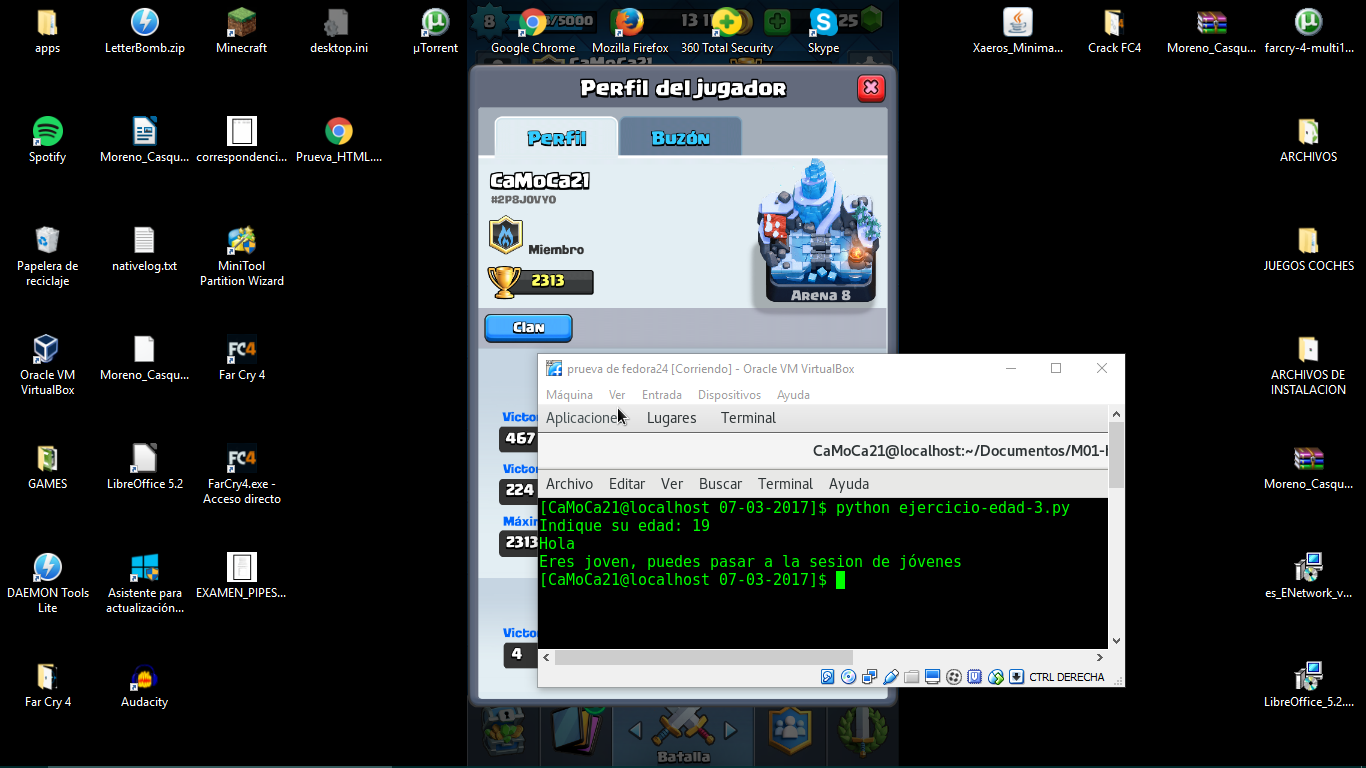 apps
LetterBomb.zip
Minecraft
desktop.ini
µTorrent
Google Chrome
Mozilla Firefox
360 Total Security
Skype
Xaeros_Minima...
Crack FC4
Moreno_Casqu...
farcry-4-multi1...
8
/5000
13 1
25
CaMoCa21
Perfil del jugador
Perfil
Buzón
CaMoCa21
#2P8J0VY0
Miembro
2313
Arena 8
Clan
Spotify
Moreno_Casqu...
correspondenci...
Prueva_HTML....
ARCHIVOS
Papelera de
reciclaje
nativelog.txt
MiniTool
Partition Wizard
JUEGOS COCHES
Oracle VM
VirtualBox
Moreno_Casqu...
Far Cry 4
ARCHIVOS DE
INSTALACION
GAMES
LibreOffice 5.2
FarCry4.exe -
Acceso directo
Moreno_Casqu...
DAEMON Tools
Lite
Asistente para
actualización...
EXAMEN_PIPES...
es_ENetwork_v...
Far Cry 4
Audacity
LibreOffice_5.2....
Victo
467
Victo
224
Máxi
2313
Victo
4
Batalla
prueva de fedora24 [Corriendo] - Oracle VM VirtualBox
Máquina Ver Entrada Dispositivos Ayuda
Aplicacione Lugares Terminal
CaMoCa21@localhost:~/Documentos/M01-I
Archivo Editar Ver Buscar Terminal Ayuda
[CaMoCa21@localhost 07-03-2017]$ python ejercicio-edad-3.py
Indique su edad: 19
Hola
Eres joven, puedes pasar a la sesion de jóvenes
[CaMoCa21@localhost 07-03-2017]$
CTRL DERECHA